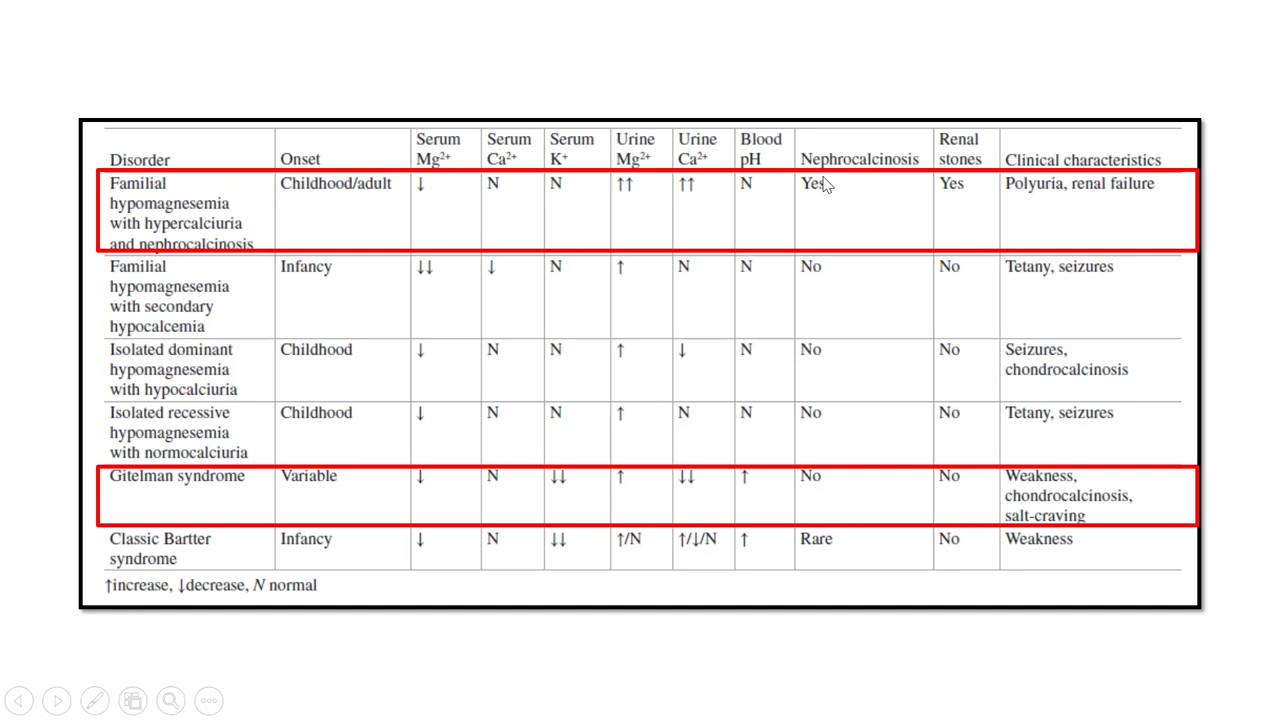 Disorder Onset Serum Mg²⁺ Serum Ca²⁺ Serum K⁺ Urine Mg²⁺ Urine Ca²⁺ Blood pH Nephrocalcinosis Renal stones Clinical characteristics
Familial hypomagnesemia with hypercalciuria and nephrocalcinosis Childhood/adult ↓ N N ↑↑ ↑↑ N Yes Yes Polyuria, renal failure
Familial hypomagnesemia with secondary hypocalcemia Infancy ↓↓ ↓ N ↑ N N No No Tetany, seizures
Isolated dominant hypomagnesemia with hypocalciuria Childhood ↓ N N ↑ ↓ N No No Seizures, chondrocalcinosis
Isolated recessive hypomagnesemia with normocalciuria Childhood ↓ N N ↑ N N No No Tetany, seizures
Gitelman syndrome Variable ↓ N ↓↓ ↑ ↓↓ ↑ No No Weakness, chondrocalcinosis, salt-craving
Classic Bartter syndrome Infancy ↓ N ↓↓ ↑/N ↑/↓/N ↑ Rare No Weakness
↑increase, ↓decrease, N normal